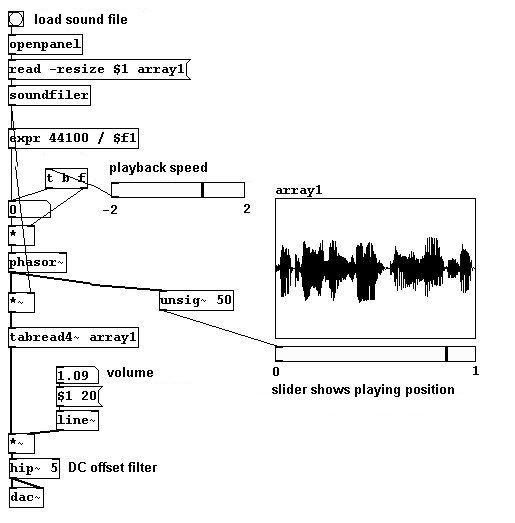 load sound file
openpanel
read -resize $1 array1
soundfiler
expr 44100 / $f1
playback speed
t b f
-2 2
array1
0
*
phasor~
*~
unsig~ 50
tabread4~ array1
0 1
1.09 volume
slider shows playing position
$1 20
line~
*~
hip~ 5 DC offset filter
dac~